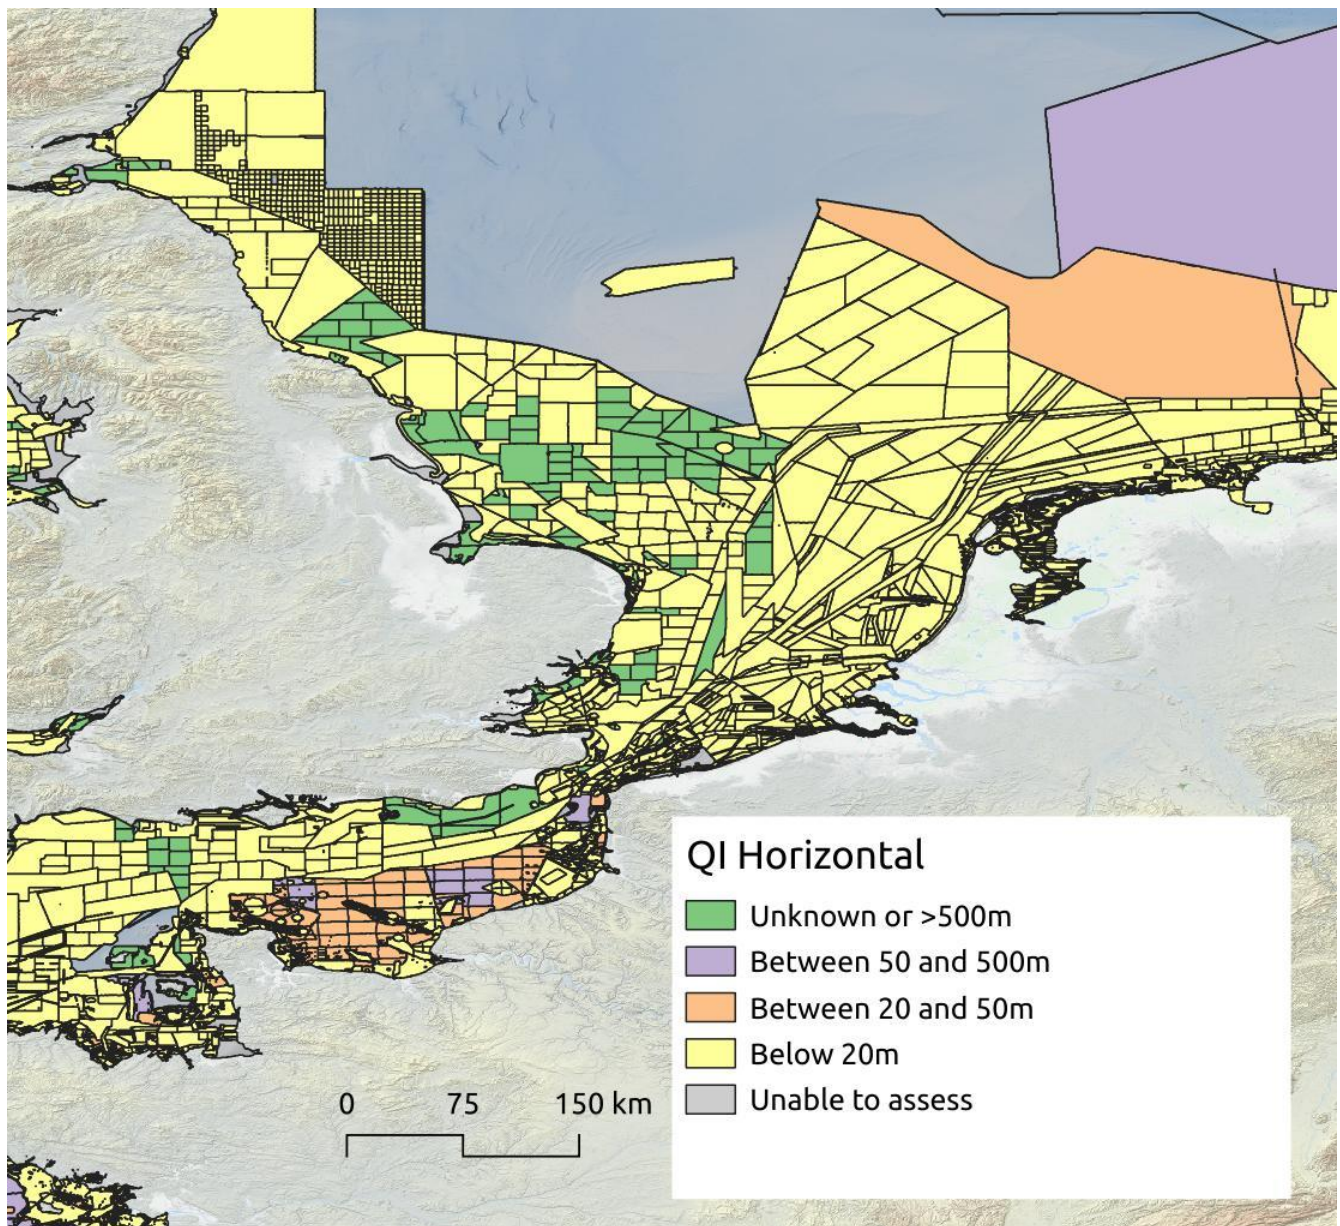 QI Horizontal
Unknown or >500m
Between 50 and 500m
Between 20 and 50m
Below 20m
Unable to assess
0 75 150 km